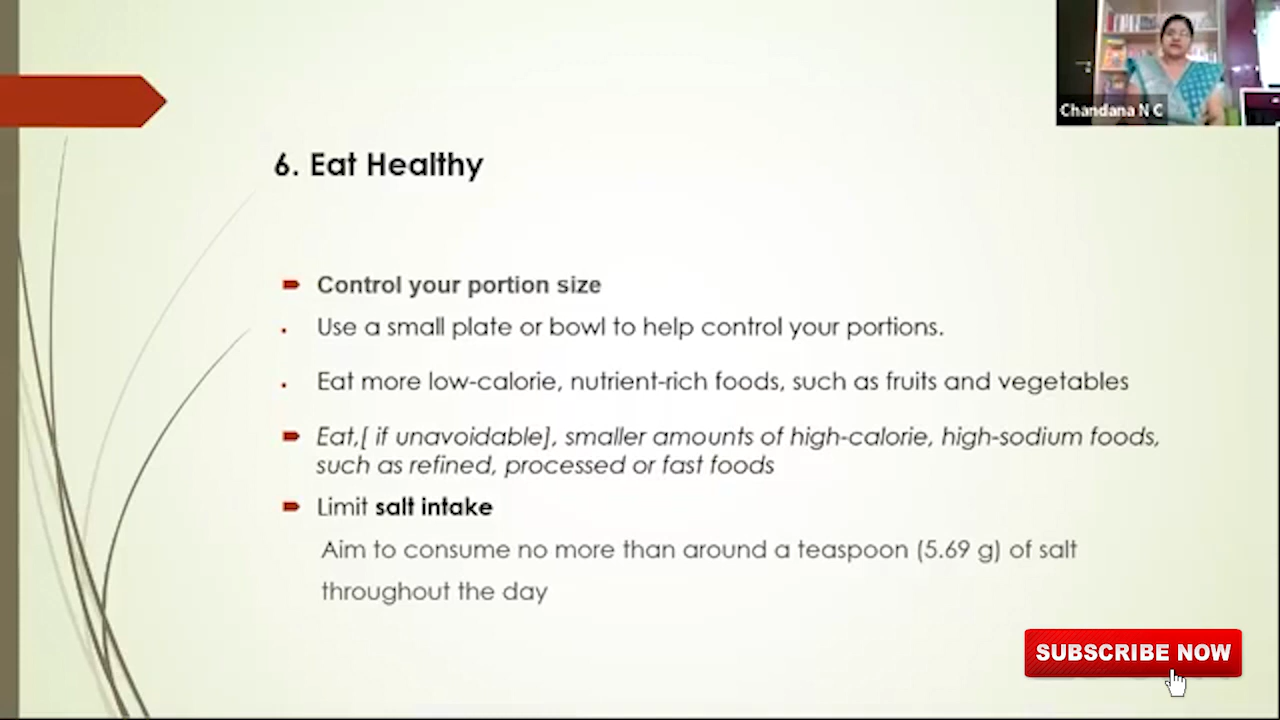 Chandana N C
6. Eat Healthy
Control your portion size
Use a small plate or bowl to help control your portions.
Eat more low-calorie, nutrient-rich foods, such as fruits and vegetables
Eat,[ if unavoidable], smaller amounts of high-calorie, high-sodium foods,
such as refined, processed or fast foods
Limit salt intake
Aim to consume no more than around a teaspoon (5.69 g) of salt
throughout the day
SUBSCRIBE NOW